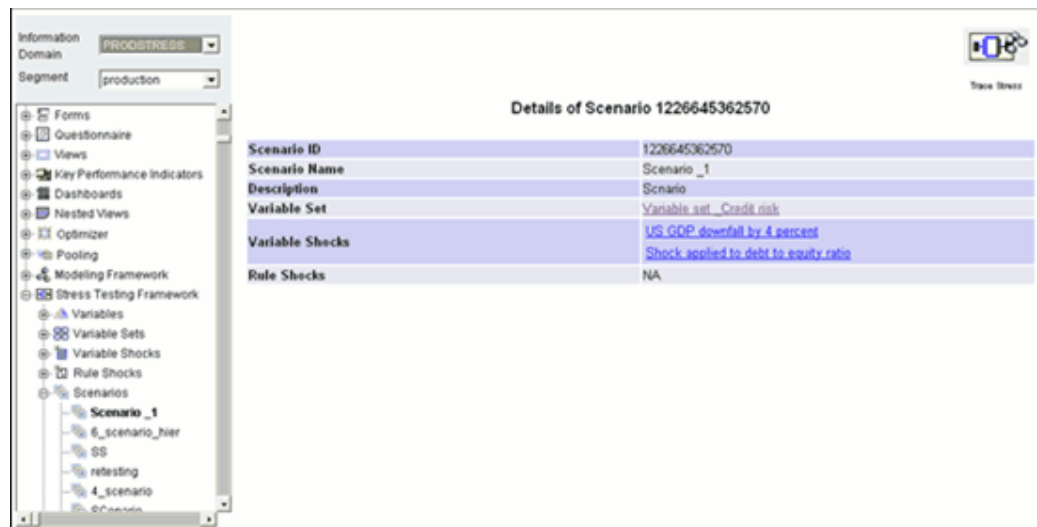 Information
Domain
PRODSTRESS
Segment
production
Forms
Questionnaire
Views
Key Performance Indicators
Dashboards
Nested Views
Optimizer
Pooling
Modeling Framework
Stress Testing Framework
Variables
Variable Sets
Variable Shocks
Rule Shocks
Scenarios
Scenario _1
6_scenario_hier
SS
retesting
4_scenario
SCenario
Trace Stress
Details of Scenario 1226645362570
Scenario ID 1226645362570
Scenario Name Scenario _1
Description Scnario
Variable Set Variable set _Credit risk
Variable Shocks US GDP downfall by 4 percent
Shock applied to debt to equity ratio
Rule Shocks NA